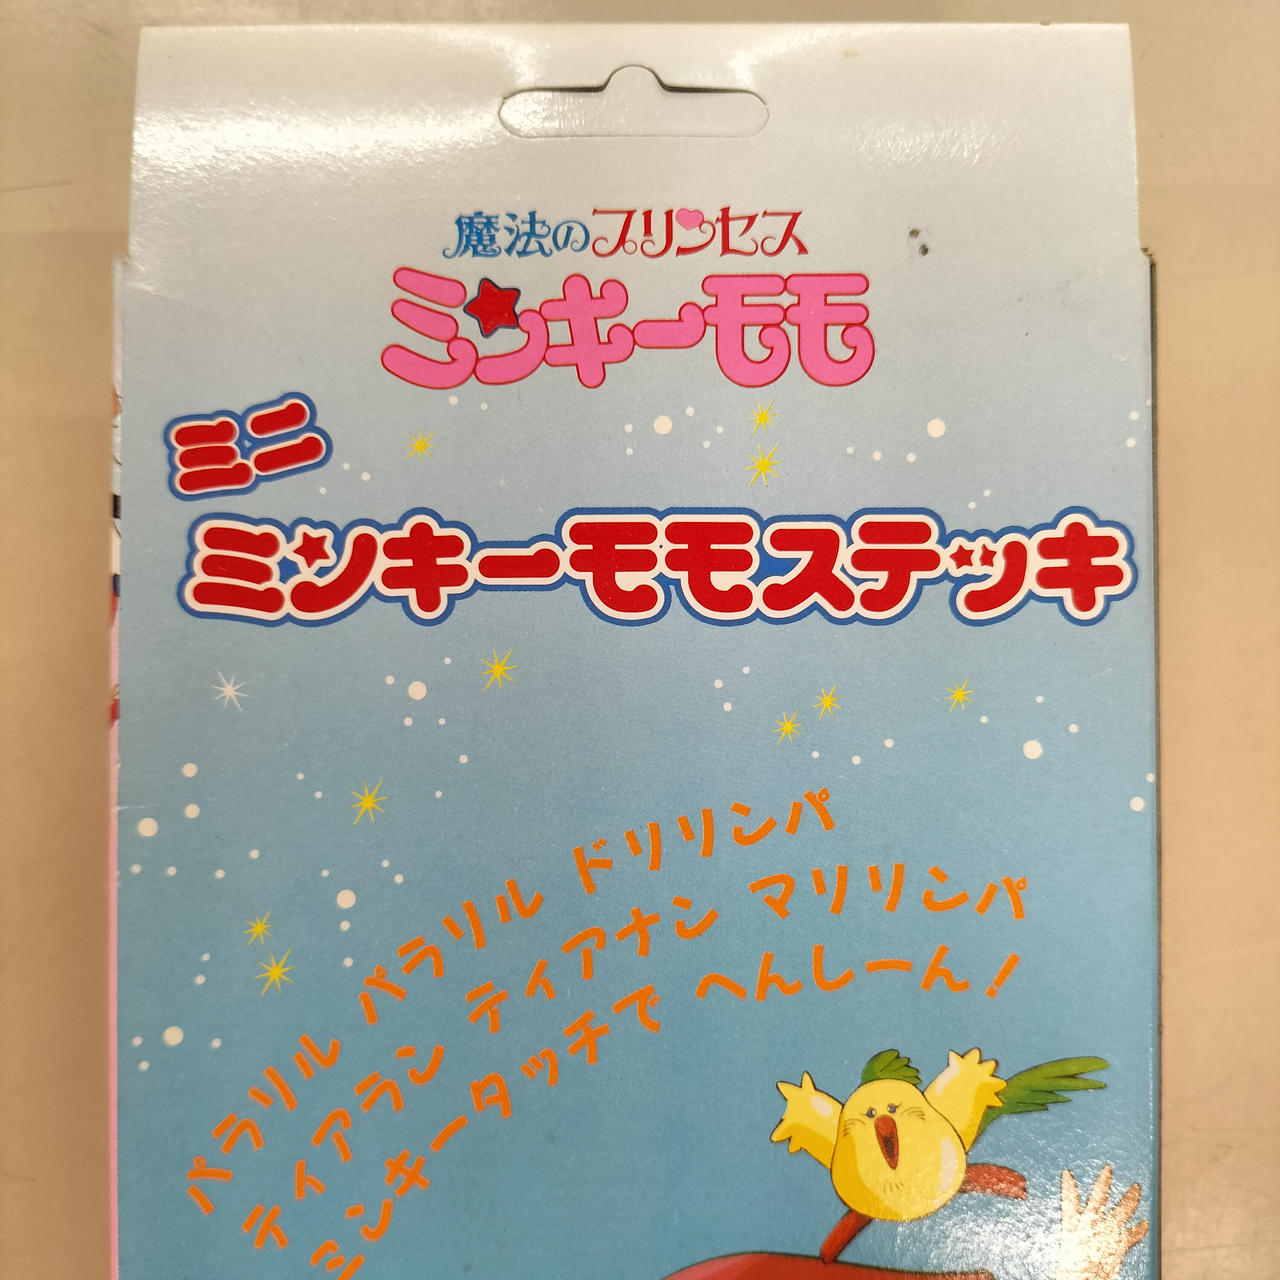 魔法のプリンセス
ミンキーモモ
ミニ
ミンキーモモステッキ
パラリル パラリル ドリリンパ
ティアラン ティアナン マリリンパ
ミンキータッチで へんしーん！